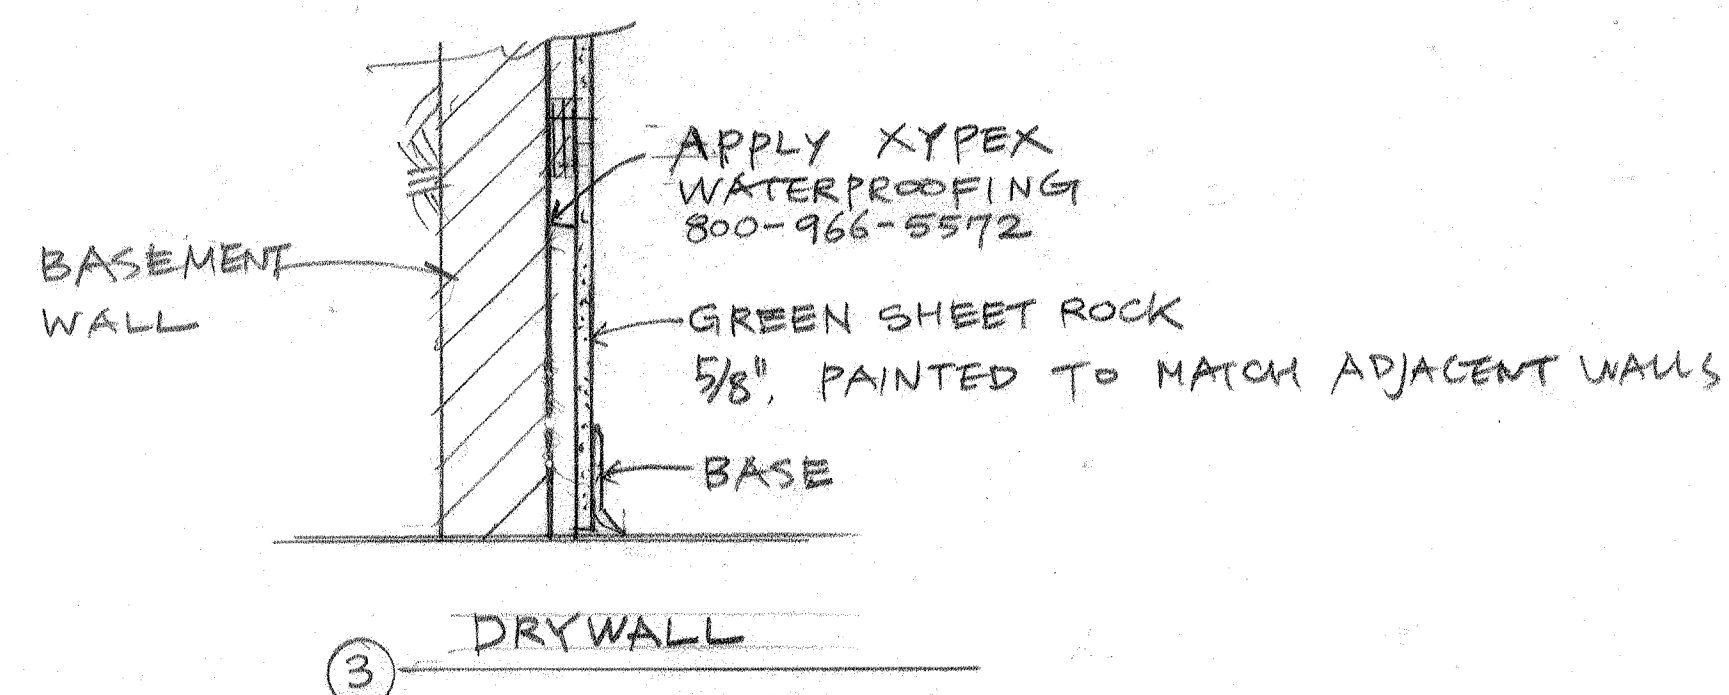 APPLY XYPEX
WATERPROOFING
800-966-5572
BASEMENT
WALL
GREEN SHEET ROCK
5/8", PAINTED TO MATCH ADJACENT WALLS
BASE
DRYWALL
3